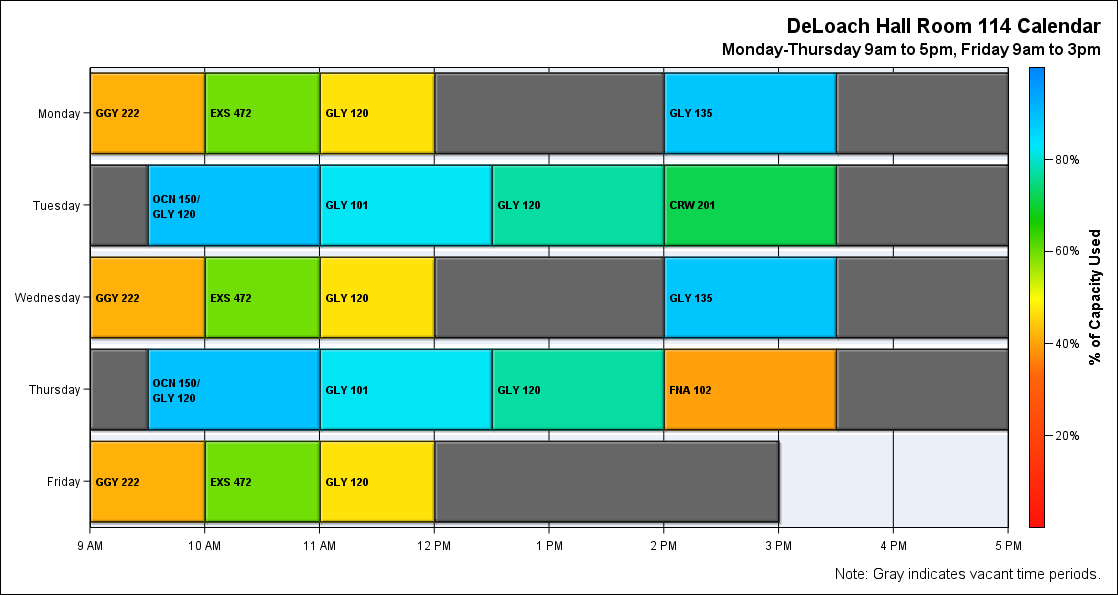 DeLoach Hall Room 114 Calendar
Monday-Thursday 9am to 5pm, Friday 9am to 3pm
Monday
GGY 222
EXS 472
GLY 120
GLY 135
Tuesday
OCN 150/
GLY 120
GLY 101
GLY 120
CRW 201
Wednesday
GGY 222
EXS 472
GLY 120
GLY 135
Thursday
OCN 150/
GLY 120
GLY 101
GLY 120
FNA 102
Friday
GGY 222
EXS 472
GLY 120
9 AM
10 AM
11 AM
12 PM
1 PM
2 PM
3 PM
4 PM
5 PM
80%
60%
40%
20%
% of Capacity Used
Note: Gray indicates vacant time periods.